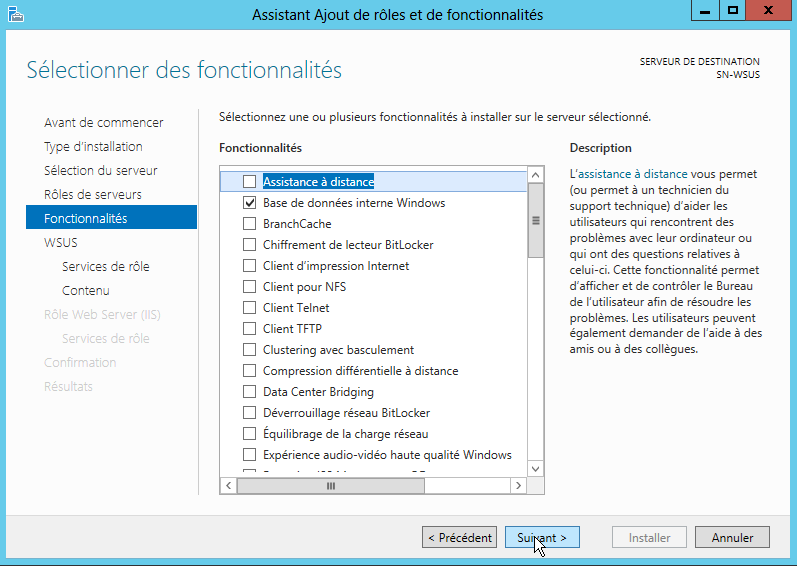 Assistant Ajout de rôles et de fonctionnalités
Sélectionner des fonctionnalités
SERVEUR DE DESTINATION
SN-WSUS
Avant de commencer
Type d'installation
Sélection du serveur
Rôles de serveurs
Fonctionnalités
WSUS
Services de rôle
Contenu
Rôle Web Server (IIS)
Services de rôle
Confirmation
Résultats
Sélectionnez une ou plusieurs fonctionnalités à installer sur le serveur sélectionné.
Fonctionnalités
Assistance à distance
Base de données interne Windows
BranchCache
Chiffrement de lecteur BitLocker
Client d'impression Internet
Client pour NFS
Client Telnet
Client TFTP
Clustering avec basculement
Compression différentielle à distance
Data Center Bridging
Déverrouillage réseau BitLocker
Équilibrage de la charge réseau
Expérience audio-vidéo haute qualité Windows
Description
L'assistance à distance vous permet
(ou permet à un technicien du
support technique) d'aider les
utilisateurs qui rencontrent des
problèmes avec leur ordinateur ou
qui ont des questions relatives à
celui-ci. Cette fonctionnalité permet
d'afficher et de contrôler le Bureau
de l'utilisateur afin de résoudre les
problèmes. Les utilisateurs peuvent
également demander de l'aide à des
amis ou à des collègues.
< Précédent
Suivant >
Installer
Annuler